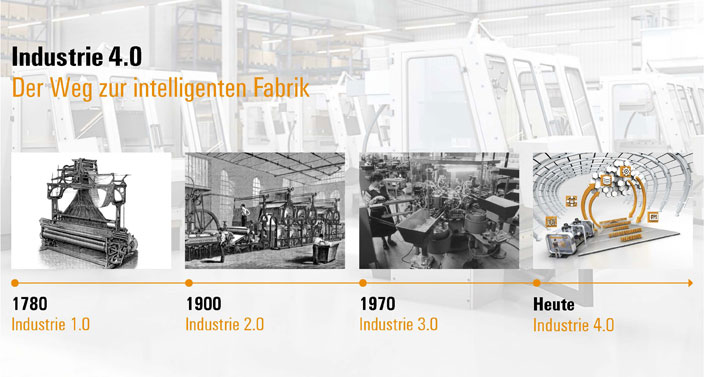 Industrie 4.0
Der Weg zur intelligenten Fabrik
1780
Industrie 1.0
1900
Industrie 2.0
1970
Industrie 3.0
Heute
Industrie 4.0